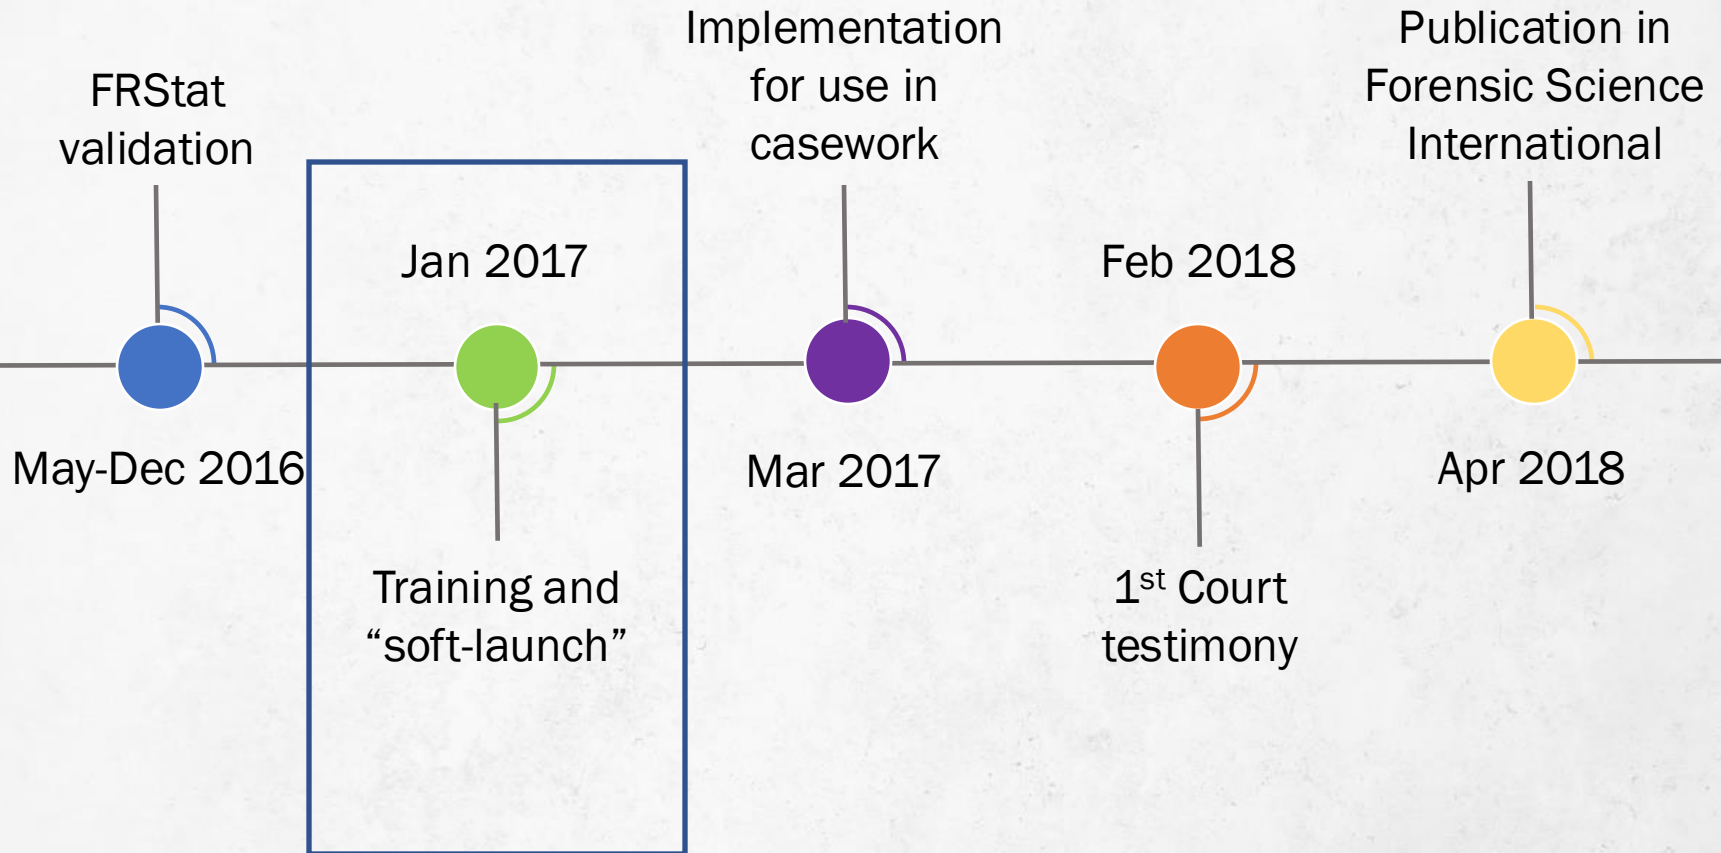 FRStat
validation
May-Dec 2016
Jan 2017
Training and
“soft-launch”
Implementation
for use in
casework
Mar 2017
Feb 2018
1st Court
testimony
Publication in
Forensic Science
International
Apr 2018